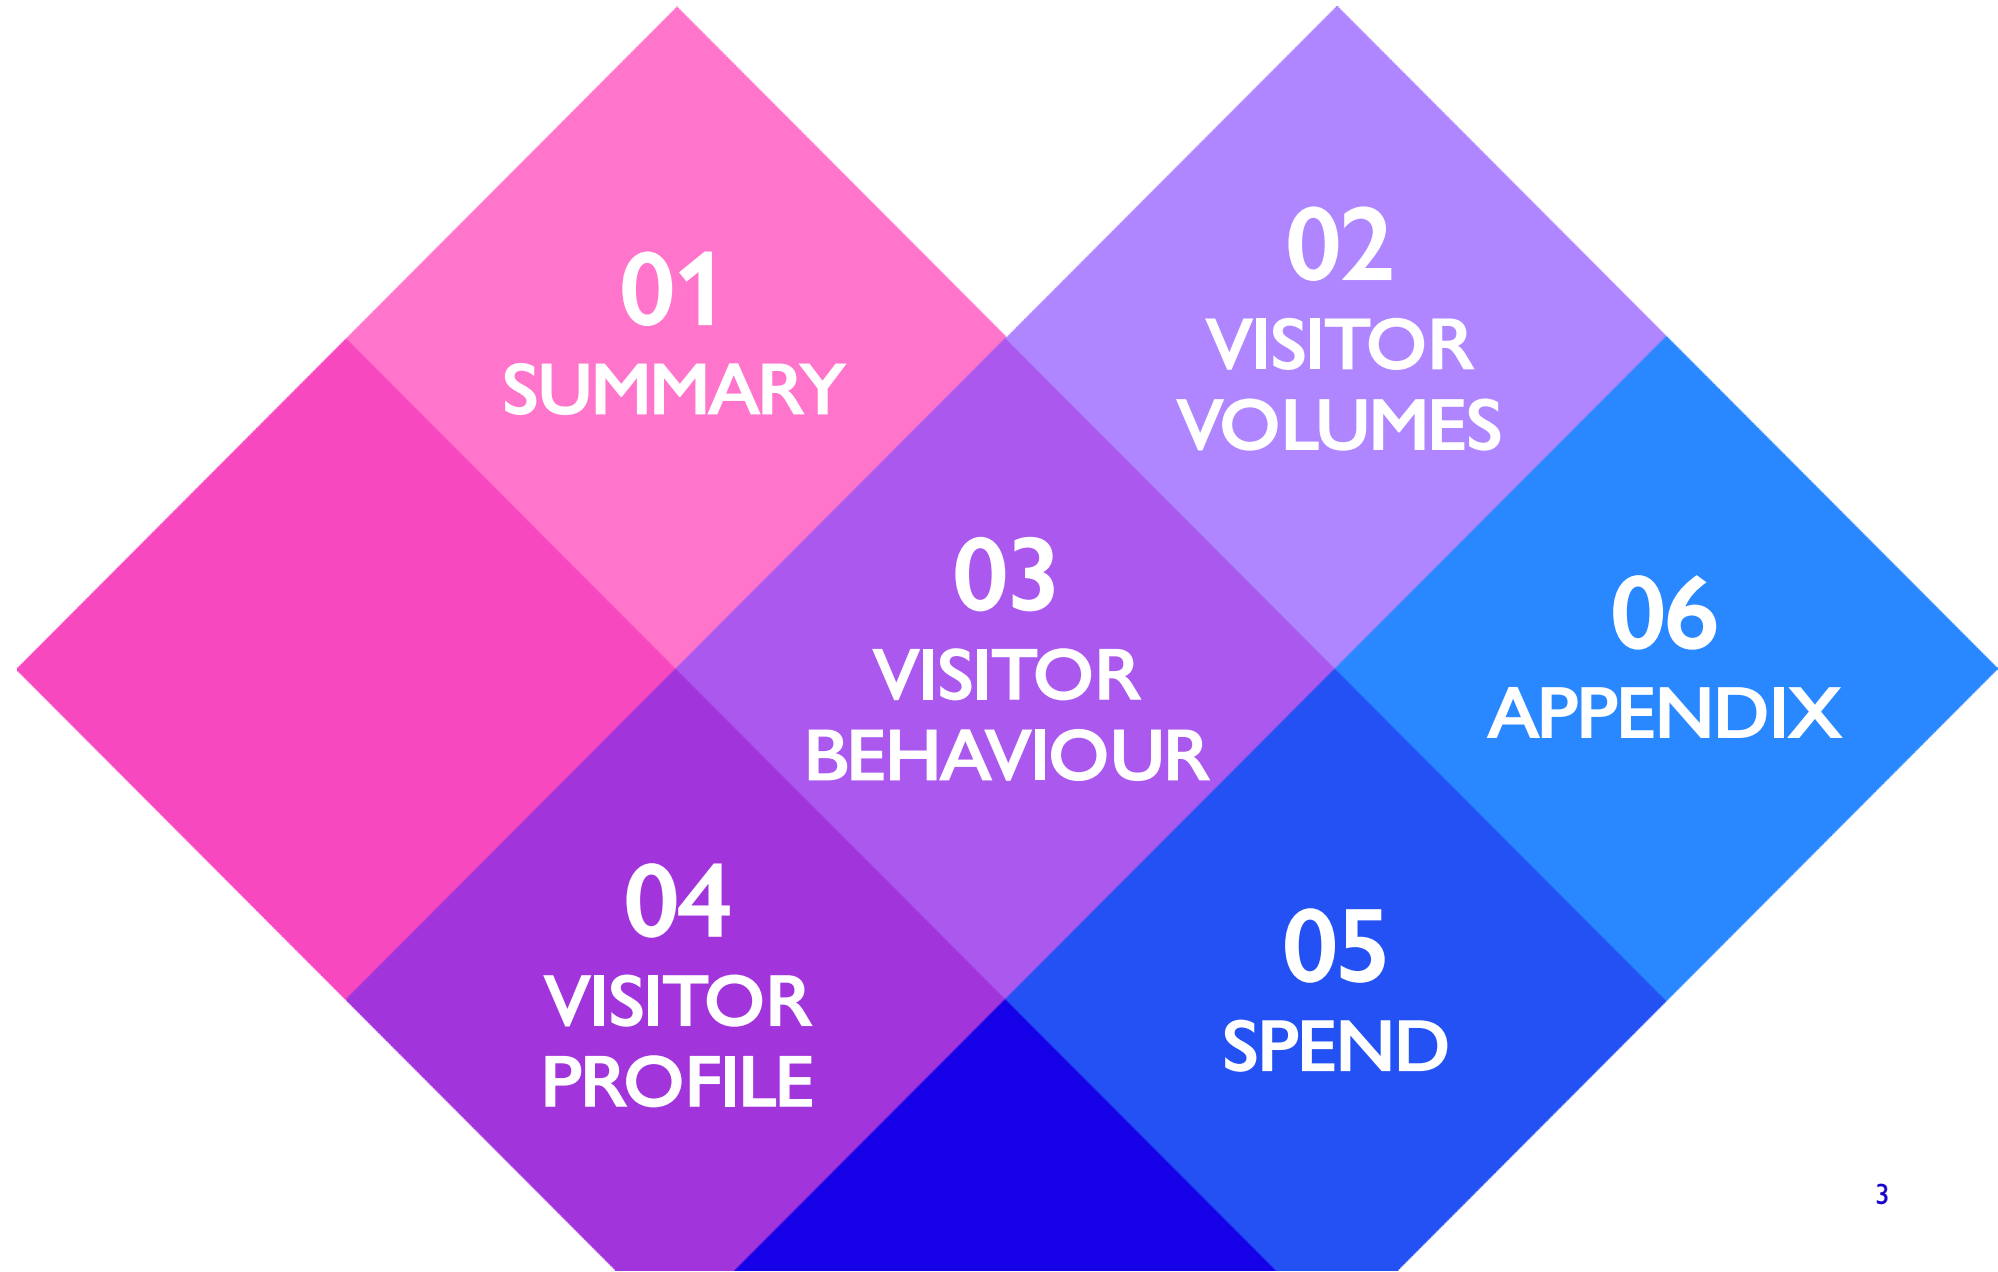 01
SUMMARY
02
VISITOR
VOLUMES
03
VISITOR
BEHAVIOUR
04
VISITOR
PROFILE
05
SPEND
06
APPENDIX
3